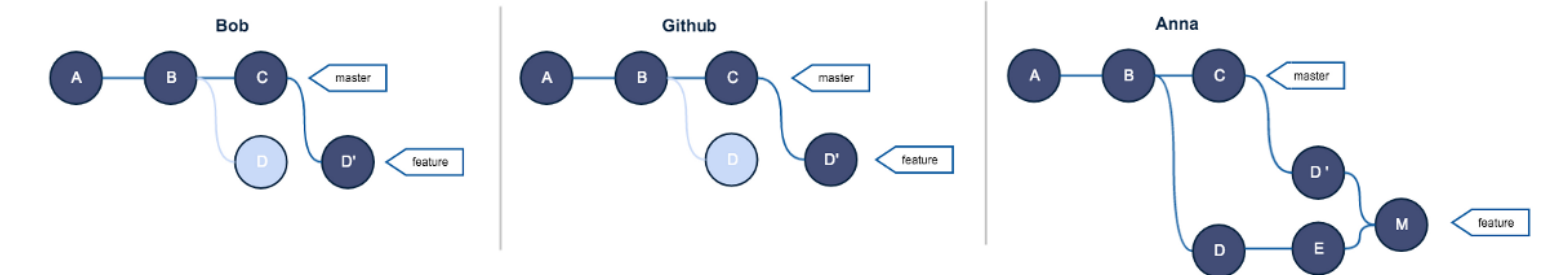 Bob
A
B
C
master
D
D'
feature
Github
A
B
C
master
D
D'
feature
Anna
A
B
C
master
D '
M
feature
D
E